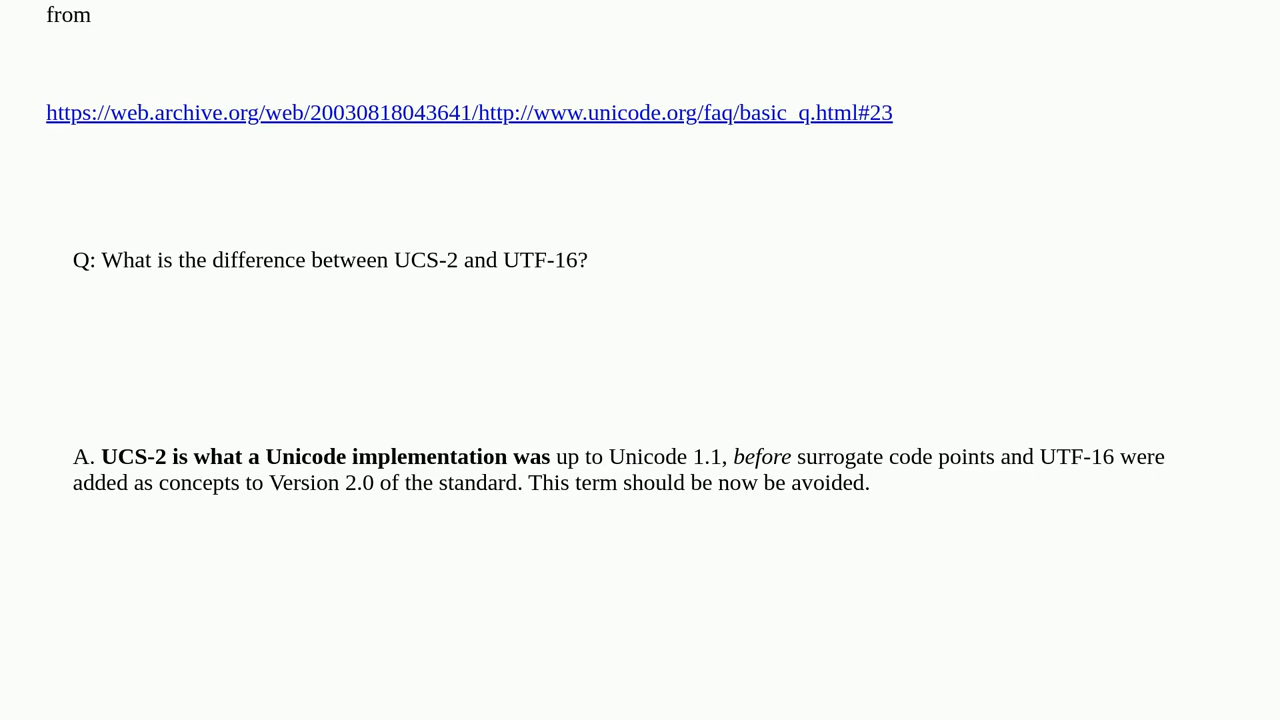 from
https://web.archive.org/web/20030818043641/http://www.unicode.org/faq/basic_q.html#23
Q: What is the difference between UCS-2 and UTF-16?
A. UCS-2 is what a Unicode implementation was up to Unicode 1.1, before surrogate code points and UTF-16 were
added as concepts to Version 2.0 of the standard. This term should be now be avoided.